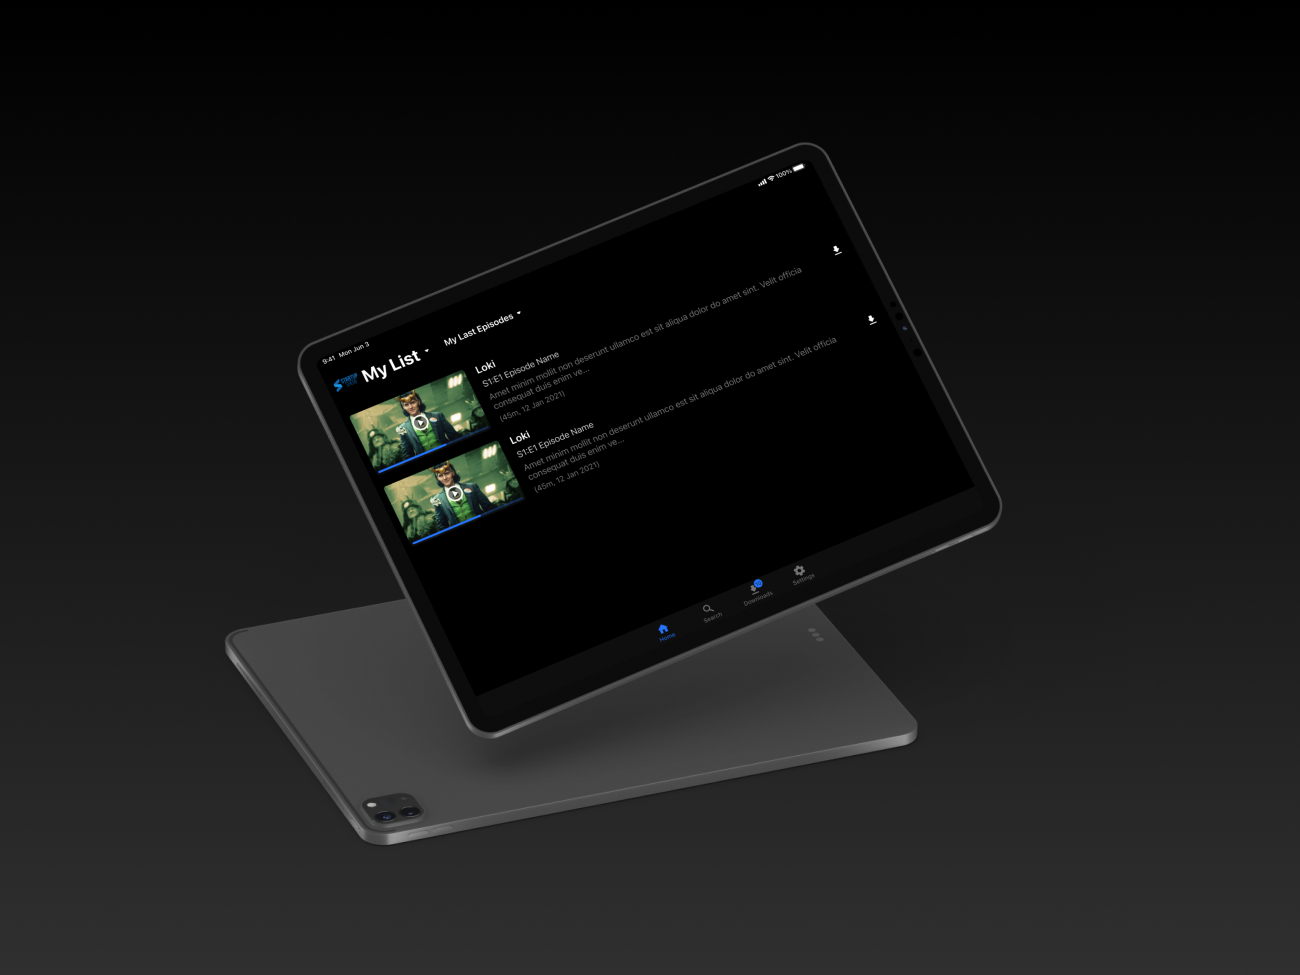 9:41 Mon Jun 3
100%
STARTUP
My List
My Last Episodes
Loki
S1:E1 Episode Name
Amet minim mollit non deserunt ullamco est sit aliqua dolor do amet sint. Velit officia
consequat duis enim ve...
(45m, 12 Jan 2021)
Loki
S1:E1 Episode Name
Amet minim mollit non deserunt ullamco est sit aliqua dolor do amet sint. Velit officia
consequat duis enim ve...
(45m, 12 Jan 2021)
Home
Search
Downloads
Settings